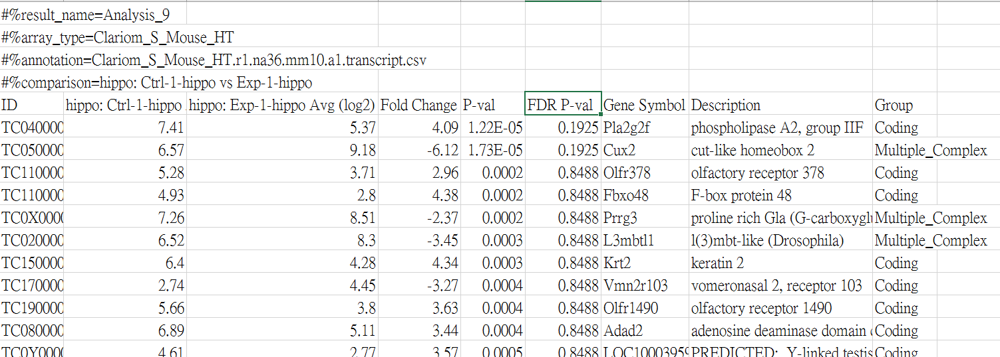 #%result_name=Analysis_9
#%array_type=Clariom_S_Mouse_HT
#%annotation=Clariom_S_Mouse_HT.r1.na36.mm10.a1.transcript.csv
#%comparison=hippo: Ctrl-1-hippo vs Exp-1-hippo
ID hippo: Ctrl-1-hippo hippo: Exp-1-hippo Avg (log2) Fold Change P-val FDR P-val Gene Symbol Description Group
TC040000 7.41 5.37 4.09 1.22E-05 0.1925 Pla2g2f phospholipase A2, group IIF Coding
TC050000 6.57 9.18 -6.12 1.73E-05 0.1925 Cux2 cut-like homeobox 2 Multiple_Complex
TC110000 5.28 3.71 2.96 0.0002 0.8488 Olfr378 olfactory receptor 378 Coding
TC110000 4.93 2.8 4.38 0.0002 0.8488 Fbxo48 F-box protein 48 Coding
TC0X0000 7.26 8.51 -2.37 0.0002 0.8488 Prrg3 proline rich Gla (G-carboxygl Multiple_Complex
TC020000 6.52 8.3 -3.45 0.0003 0.8488 L3mbtl1 l(3)mbt-like (Drosophila) Multiple_Complex
TC150000 6.4 4.28 4.34 0.0003 0.8488 Krt2 keratin 2 Coding
TC170000 2.74 4.45 -3.27 0.0004 0.8488 Vmn2r103 vomeronasal 2, receptor 103 Coding
TC190000 5.66 3.8 3.63 0.0004 0.8488 Olfr1490 olfactory receptor 1490 Coding
TC080000 6.89 5.11 3.44 0.0004 0.8488 Adad2 adenosine deaminase domain Coding
TC0Y0000 4.61 2.77 3.57 0.0005 0.8488 LOC10003959 PREDICTED: Y-linked testis Coding